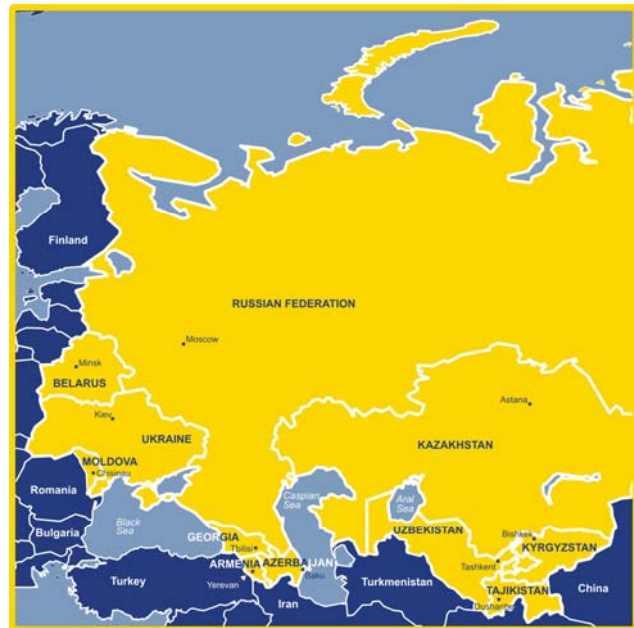 Finland
RUSSIAN FEDERATION
Moscow
Minsk
BELARUS
Astana
Kiev
UKRAINE
KAZAKHSTAN
MOLDOVA
Chisinau
Romania
Caspian
Sea
Aral
Sea
Black
Sea
Bulgaria
UZBEKISTAN
GEORGIA
Bishkek
Tbilisi
KYRGYZSTAN
ARMENIA
AZERBAIJAN
Tashkent
Baku
Turkey
Yerevan
Turkmenistan
TAJIKISTAN
China
Iran
Dushanbe